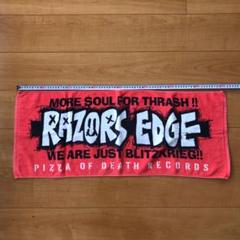 MORE SOUL FOR THRASH!!
RAZORS EDGE
WE ARE JUST BLITZKRIEG!!
PIZZA OF DEATH RECORDS